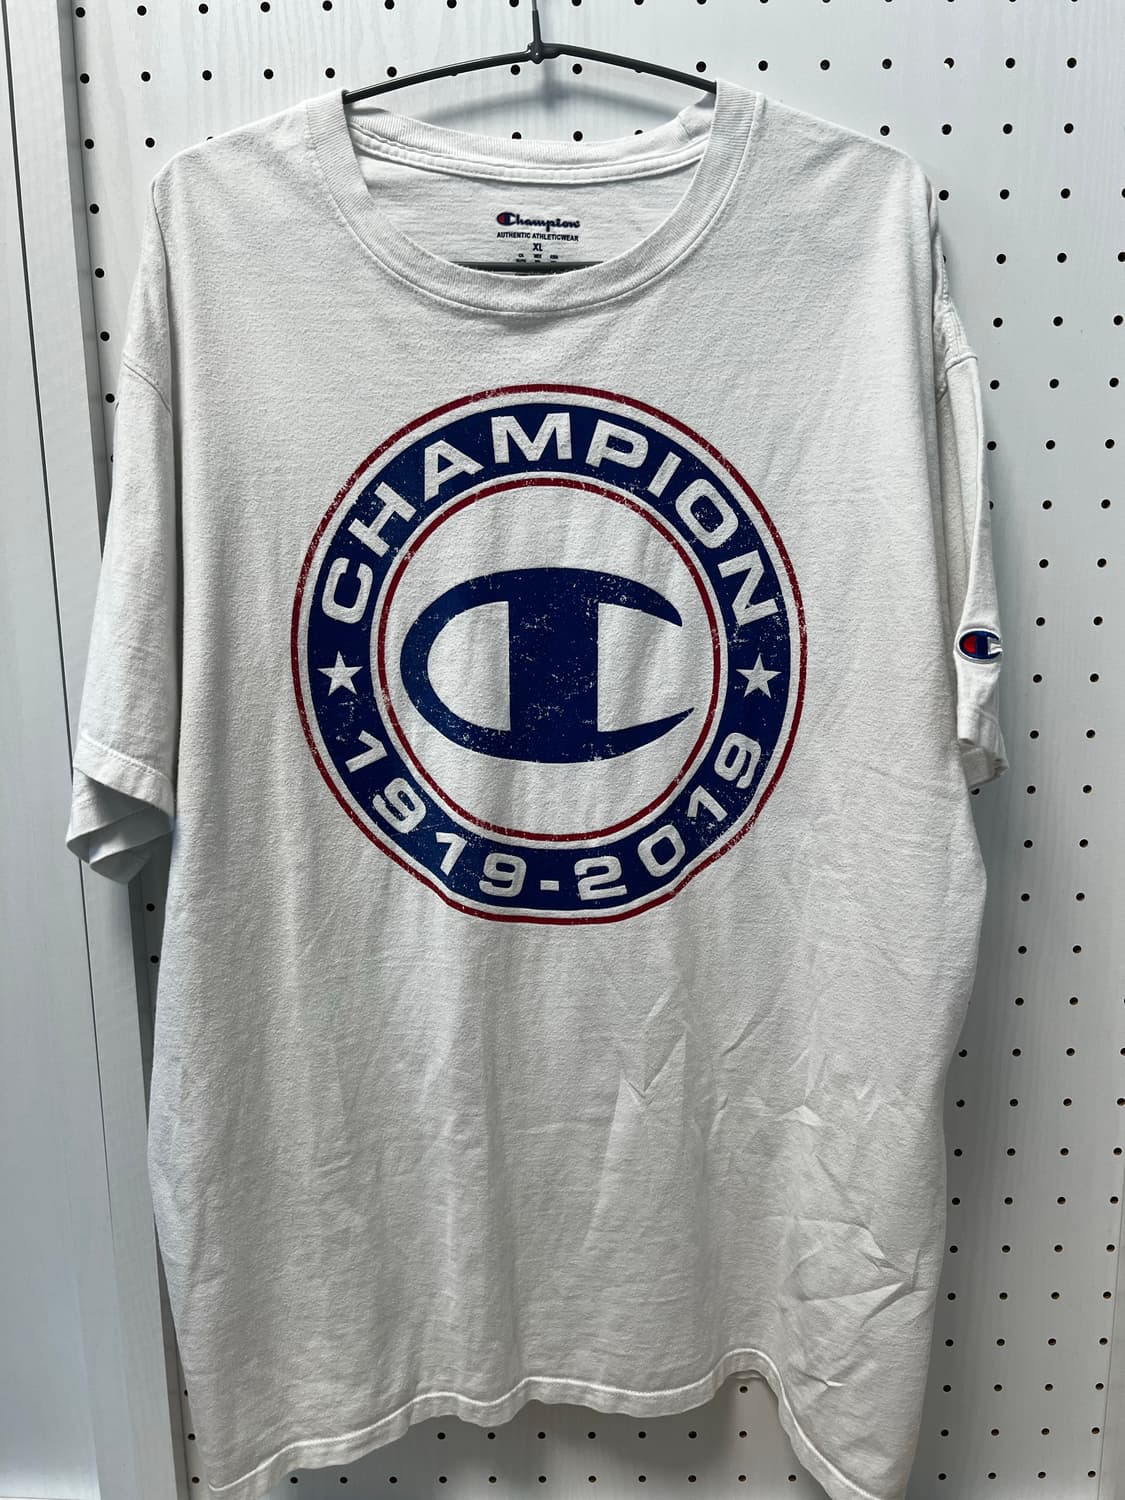 Champion
AUTHENTIC ATHLETICWEAR
XL
CHAMPION
1919-2019